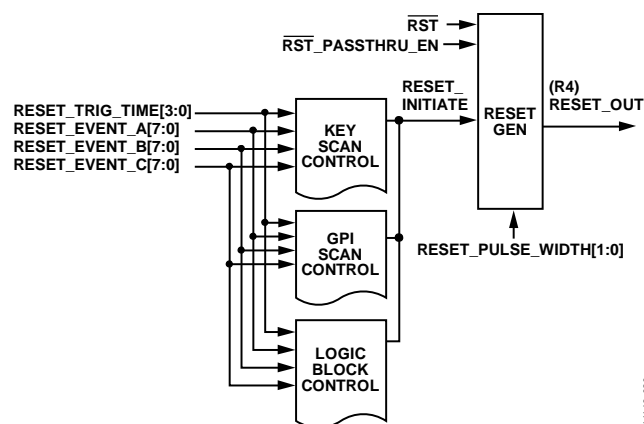 RST
RST_PASSTHRU_EN
RESET_TRIG_TIME[3:0]
RESET_EVENT_A[7:0]
RESET_EVENT_B[7:0]
RESET_EVENT_C[7:0]
KEY
SCAN
CONTROL
RESET_
INITIATE
RESET
GEN
(R4)
RESET_OUT
GPI
SCAN
CONTROL
RESET_PULSE_WIDTH[1:0]
LOGIC
BLOCK
CONTROL